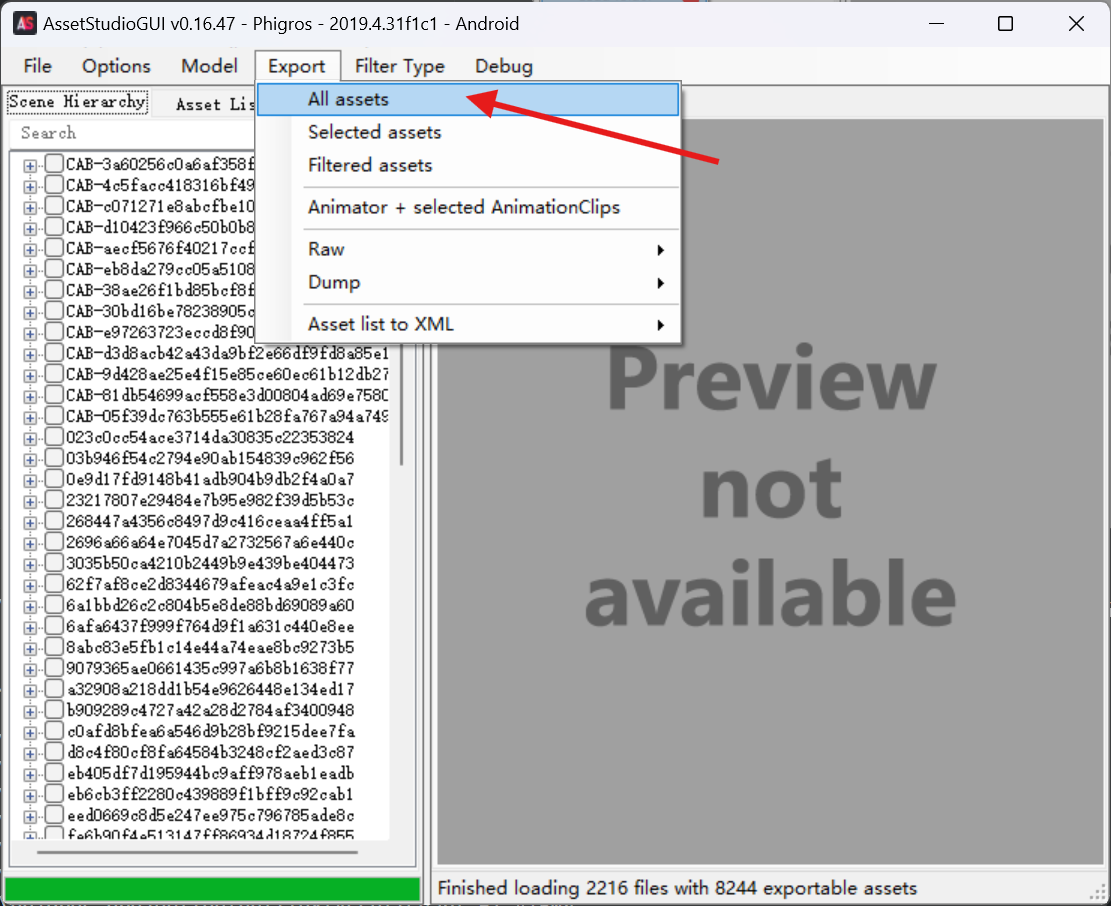 AssetStudioGUI v0.16.47 - Phigros - 2019.4.31f1c1 - Android
File Options Model Export Filter Type Debug
Scene Hierarchy Asset Lis
Search
All assets
Selected assets
Filtered assets
Animator + selected AnimationClips
Raw
Dump
Asset list to XML
CAB-3a60256c0a6af358f
CAB-4c5facc418316bf49
CAB-c071271e8abcfbe10
CAB-d10423f966c50b0b8
CAB-aecf5676f40217ccf
CAB-eb8da279cc05a5108
CAB-38ae26f1bd85bcf8f
CAB-30bd16be78238905c
CAB-e97263723eccd8f90
CAB-d3d8acb42a43da9bf2e66df9fd8a85e1
CAB-9d428ae25e4f15e85ce60ec61b12db27
CAB-81db54699acf558e3d00804ad69e7580
CAB-05f39dc763b555e61b28fa767a94a749
023c0cc54ace3714da30835c22353824
03b946f54c2794e90ab154839c962f56
0e9d17fd9148b41adb904b9db2f4a0a7
23217807e29484e7b95e982f39d5b53c
268447a4356c8497d9c416ceaa4ff5a1
2696a66a64e7045d7a2732567a6e440c
3035b50ca4210b2449b9e439be404473
62f7af8ce2d8344679afeac4a9e1c3fc
6a1bbd26c2c804b5e8de88bd69089a60
6afa6437f999f764d9f1a631c440e8ee
8abc83e5fb1c14e44a74eae8bc9273b5
9079365ae0661435c997a6b8b1638f77
a32908a218dd1b54e9626448e134ed17
b909289c4727a42a28d2784af3400948
c0afd8bfea6a546d9b28bf9215dee7fa
d8c4f80cf8fa64584b3248cf2aed3c87
eb405df7d195944bc9aff978aeb1eadb
eb6cb3ff2280c439889f1bff9c92cab1
eed0669c8d5e247ee975c796785ade8c
fe6b90f4e513147ff86934d18724f855
Preview
not
available
Finished loading 2216 files with 8244 exportable assets